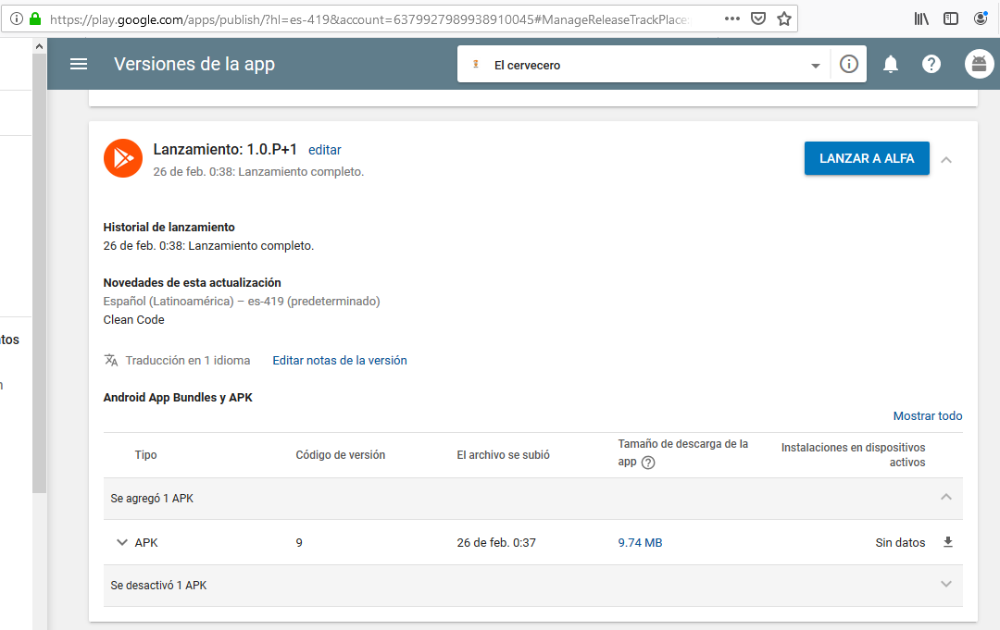 https://play.google.com/apps/publish/?hl=es-419&account=6379927989938910045#ManageReleaseTrackPlace
Versiones de la app
El cervecero
Lanzamiento: 1.0.P+1 editar
26 de feb. 0:38: Lanzamiento completo.
LANZAR A ALFA
Historial de lanzamiento
26 de feb. 0:38: Lanzamiento completo.
Novedades de esta actualización
Español (Latinoamérica) – es-419 (predeterminado)
Clean Code
tos
n
Traducción en 1 idioma Editar notas de la versión
Android App Bundles y APK
Mostrar todo
Tipo Código de versión El archivo se subió Tamaño de descarga de la
app
Instalaciones en dispositivos
activos
Se agregó 1 APK
APK 9 26 de feb. 0:37 9.74 MB Sin datos
Se desactivó 1 APK